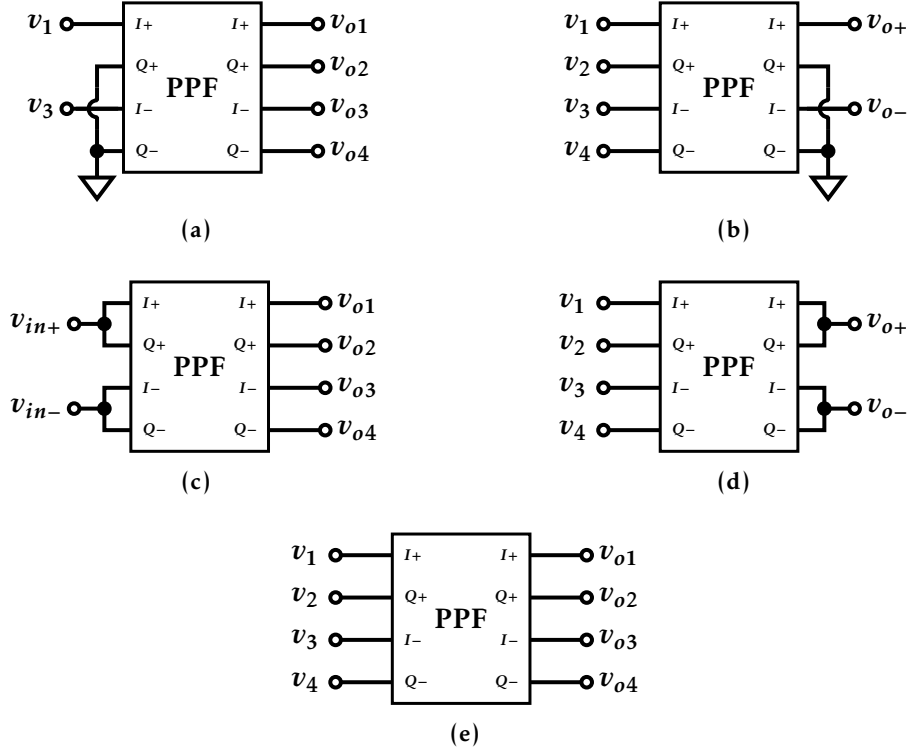 v1 I+ I+ vo1
Q+ Q+ vo2
PPF
v3 I- I- vo3
Q- Q- vo4
(a)
v1 I+ I+ vo+
v2 Q+ Q+
PPF
v3 I- I- vo-
v4 Q- Q-
(b)
I+ I+ vo1
vin+
Q+ Q+ vo2
PPF
I- I- vo3
vin-
Q- Q- vo4
(c)
v1 I+ I+
vo+
v2 Q+ Q+
PPF
v3 I- I-
vo-
v4 Q- Q-
(d)
v1 I+ I+ vo1
v2 Q+ Q+ vo2
PPF
v3 I- I- vo3
v4 Q- Q- vo4
(e)